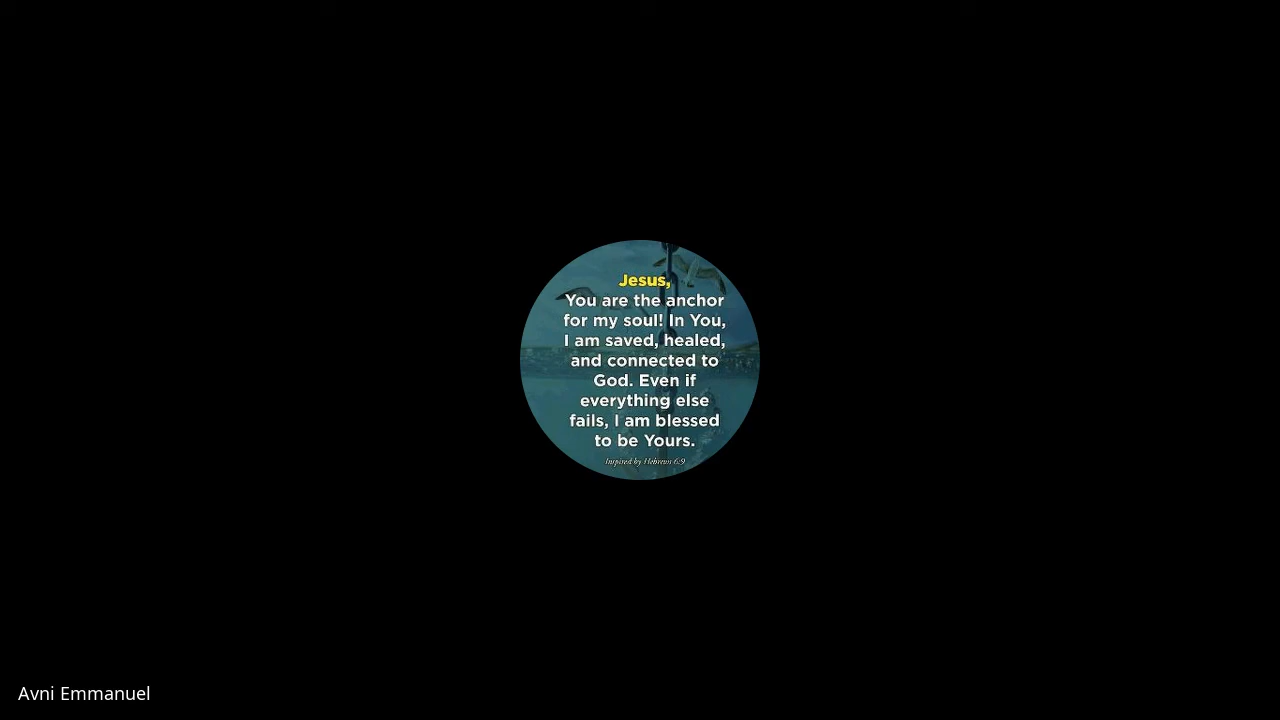 Jesus,
You are the anchor
for my soul! In You,
I am saved, healed,
and connected to
God. Even if
everything else
fails, I am blessed
to be Yours.
Inspired by Hebrews 6:9
Avni Emmanuel